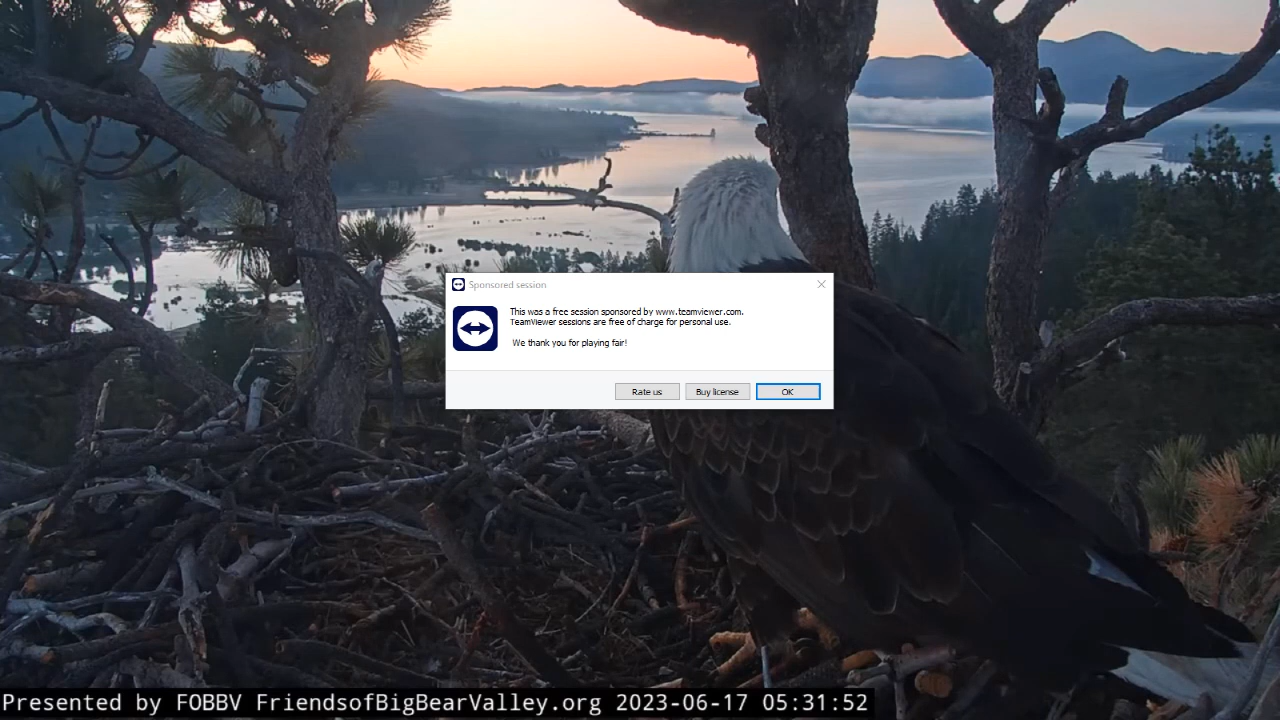 Sponsored session
This was a free session sponsored by www.teamviewer.com.
TeamViewer sessions are free of charge for personal use.
We thank you for playing fair!
Rate us
Buy license
OK
Presented by FOBBV FriendsofBigBearValley.org 2023-06-17 05:31:52